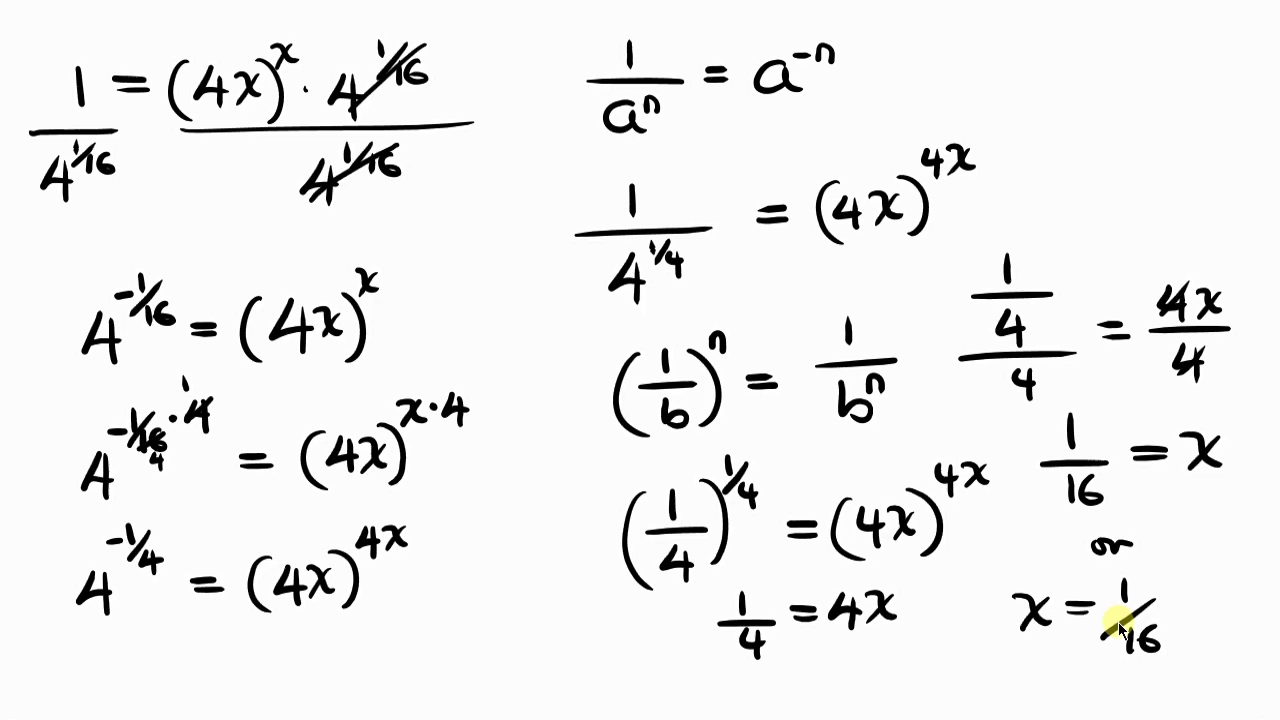 1/4^1/16 = (4x)^x · 4^1/16 / 4^1/16
4^-1/16 = (4x)^x
4^-1/16 · 4 1 4 = (4x)^x·4
4^-1/4 = (4x)^4x
1/a^n = a^-n
1/4^1/4 = (4x)^4x
(1/b)^n = 1/b^n
(1/4)^1/4 = (4x)^4x
1/4 = 4x
1/4/4 = 4x/4
1/16 = x
or
x = 1/16